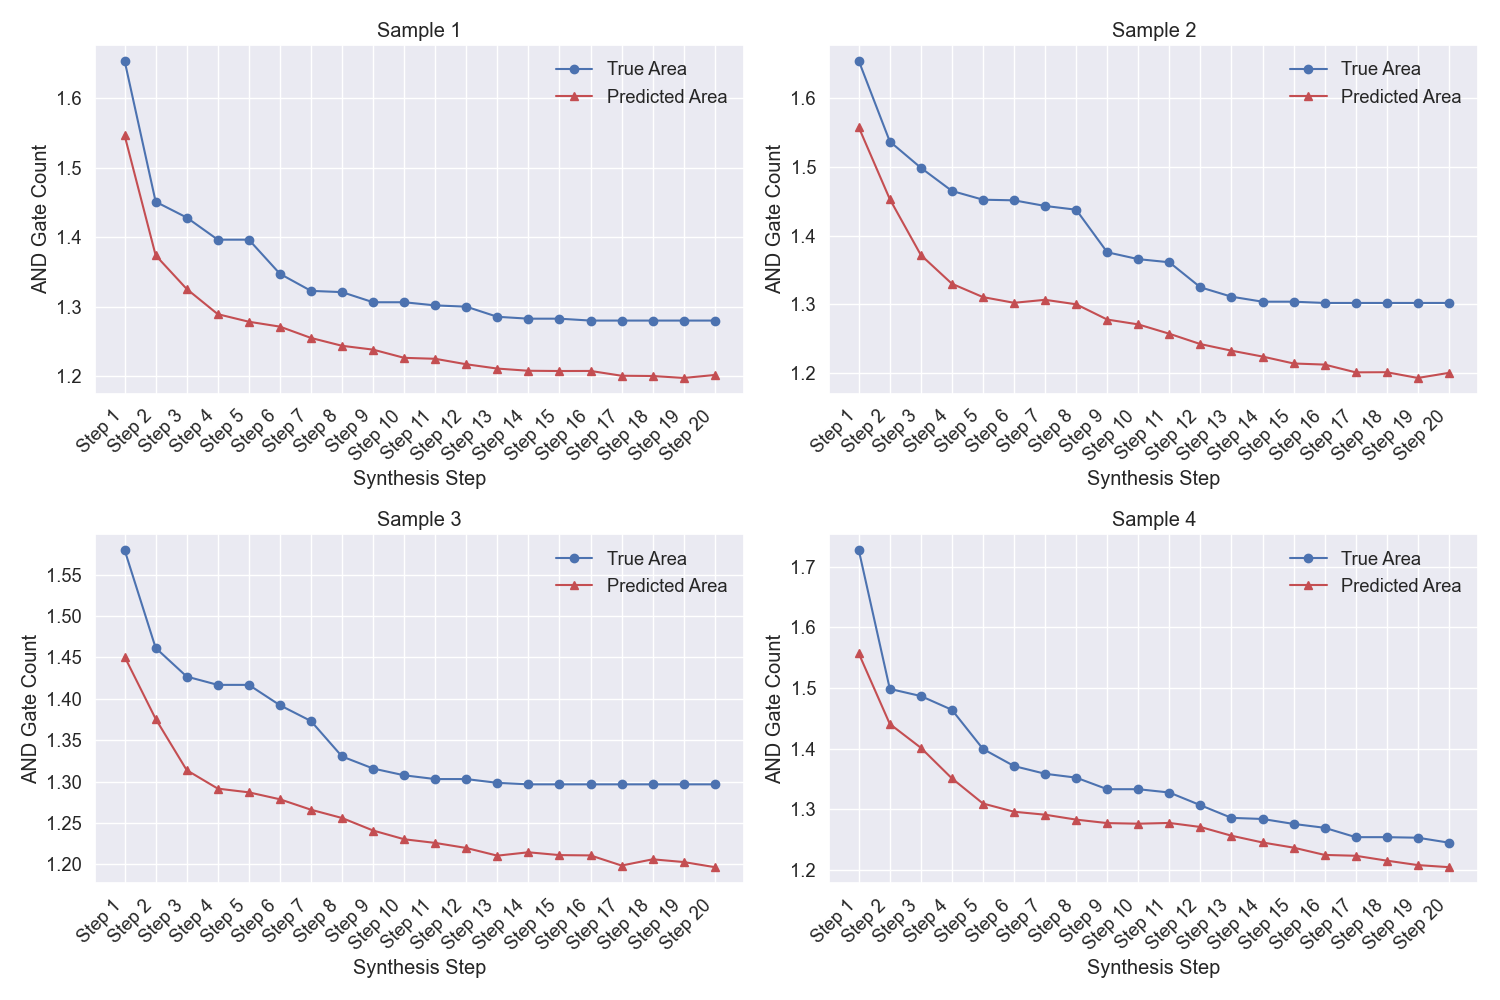 Sample 1
AND Gate Count
1.6
1.5
1.4
1.3
1.2
True Area
Predicted Area
Step 1
Step 2
Step 3
Step 4
Step 5
Step 6
Step 7
Step 8
Step 9
Step 10
Step 11
Step 12
Step 13
Step 14
Step 15
Step 16
Step 17
Step 18
Step 19
Step 20
Synthesis Step
Sample 2
AND Gate Count
1.6
1.5
1.4
1.3
1.2
True Area
Predicted Area
Step 1
Step 2
Step 3
Step 4
Step 5
Step 6
Step 7
Step 8
Step 9
Step 10
Step 11
Step 12
Step 13
Step 14
Step 15
Step 16
Step 17
Step 18
Step 19
Step 20
Synthesis Step
Sample 3
AND Gate Count
1.55
1.50
1.45
1.40
1.35
1.30
1.25
1.20
True Area
Predicted Area
Step 1
Step 2
Step 3
Step 4
Step 5
Step 6
Step 7
Step 8
Step 9
Step 10
Step 11
Step 12
Step 13
Step 14
Step 15
Step 16
Step 17
Step 18
Step 19
Step 20
Synthesis Step
Sample 4
AND Gate Count
1.7
1.6
1.5
1.4
1.3
1.2
True Area
Predicted Area
Step 1
Step 2
Step 3
Step 4
Step 5
Step 6
Step 7
Step 8
Step 9
Step 10
Step 11
Step 12
Step 13
Step 14
Step 15
Step 16
Step 17
Step 18
Step 19
Step 20
Synthesis Step